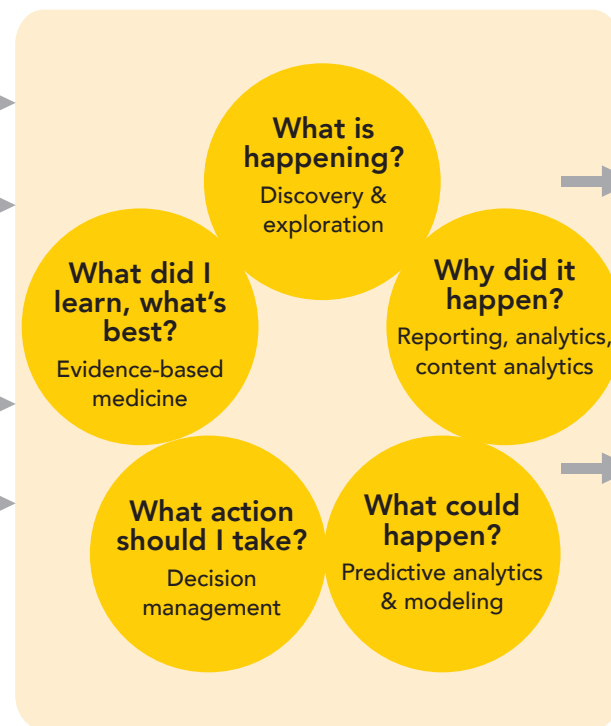 What is
happening?
Discovery &
exploration
Why did it
happen?
Reporting, analytics,
content analytics
What could
happen?
Predictive analytics
& modeling
What action
should I take?
Decision
management
What did I
learn, what’s
best?
Evidence-based
medicine